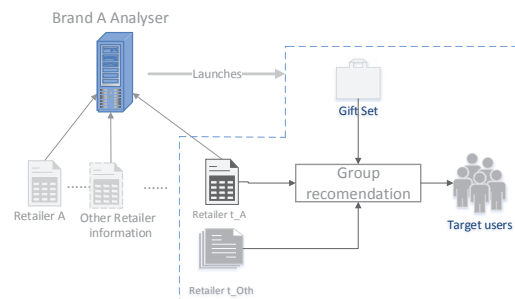 Brand A Analyser
Launches
Gift Set
Group
recomendation
Retailer A
Other Retailer
information
Retailer t_A
Target users
Retailer t_Oth